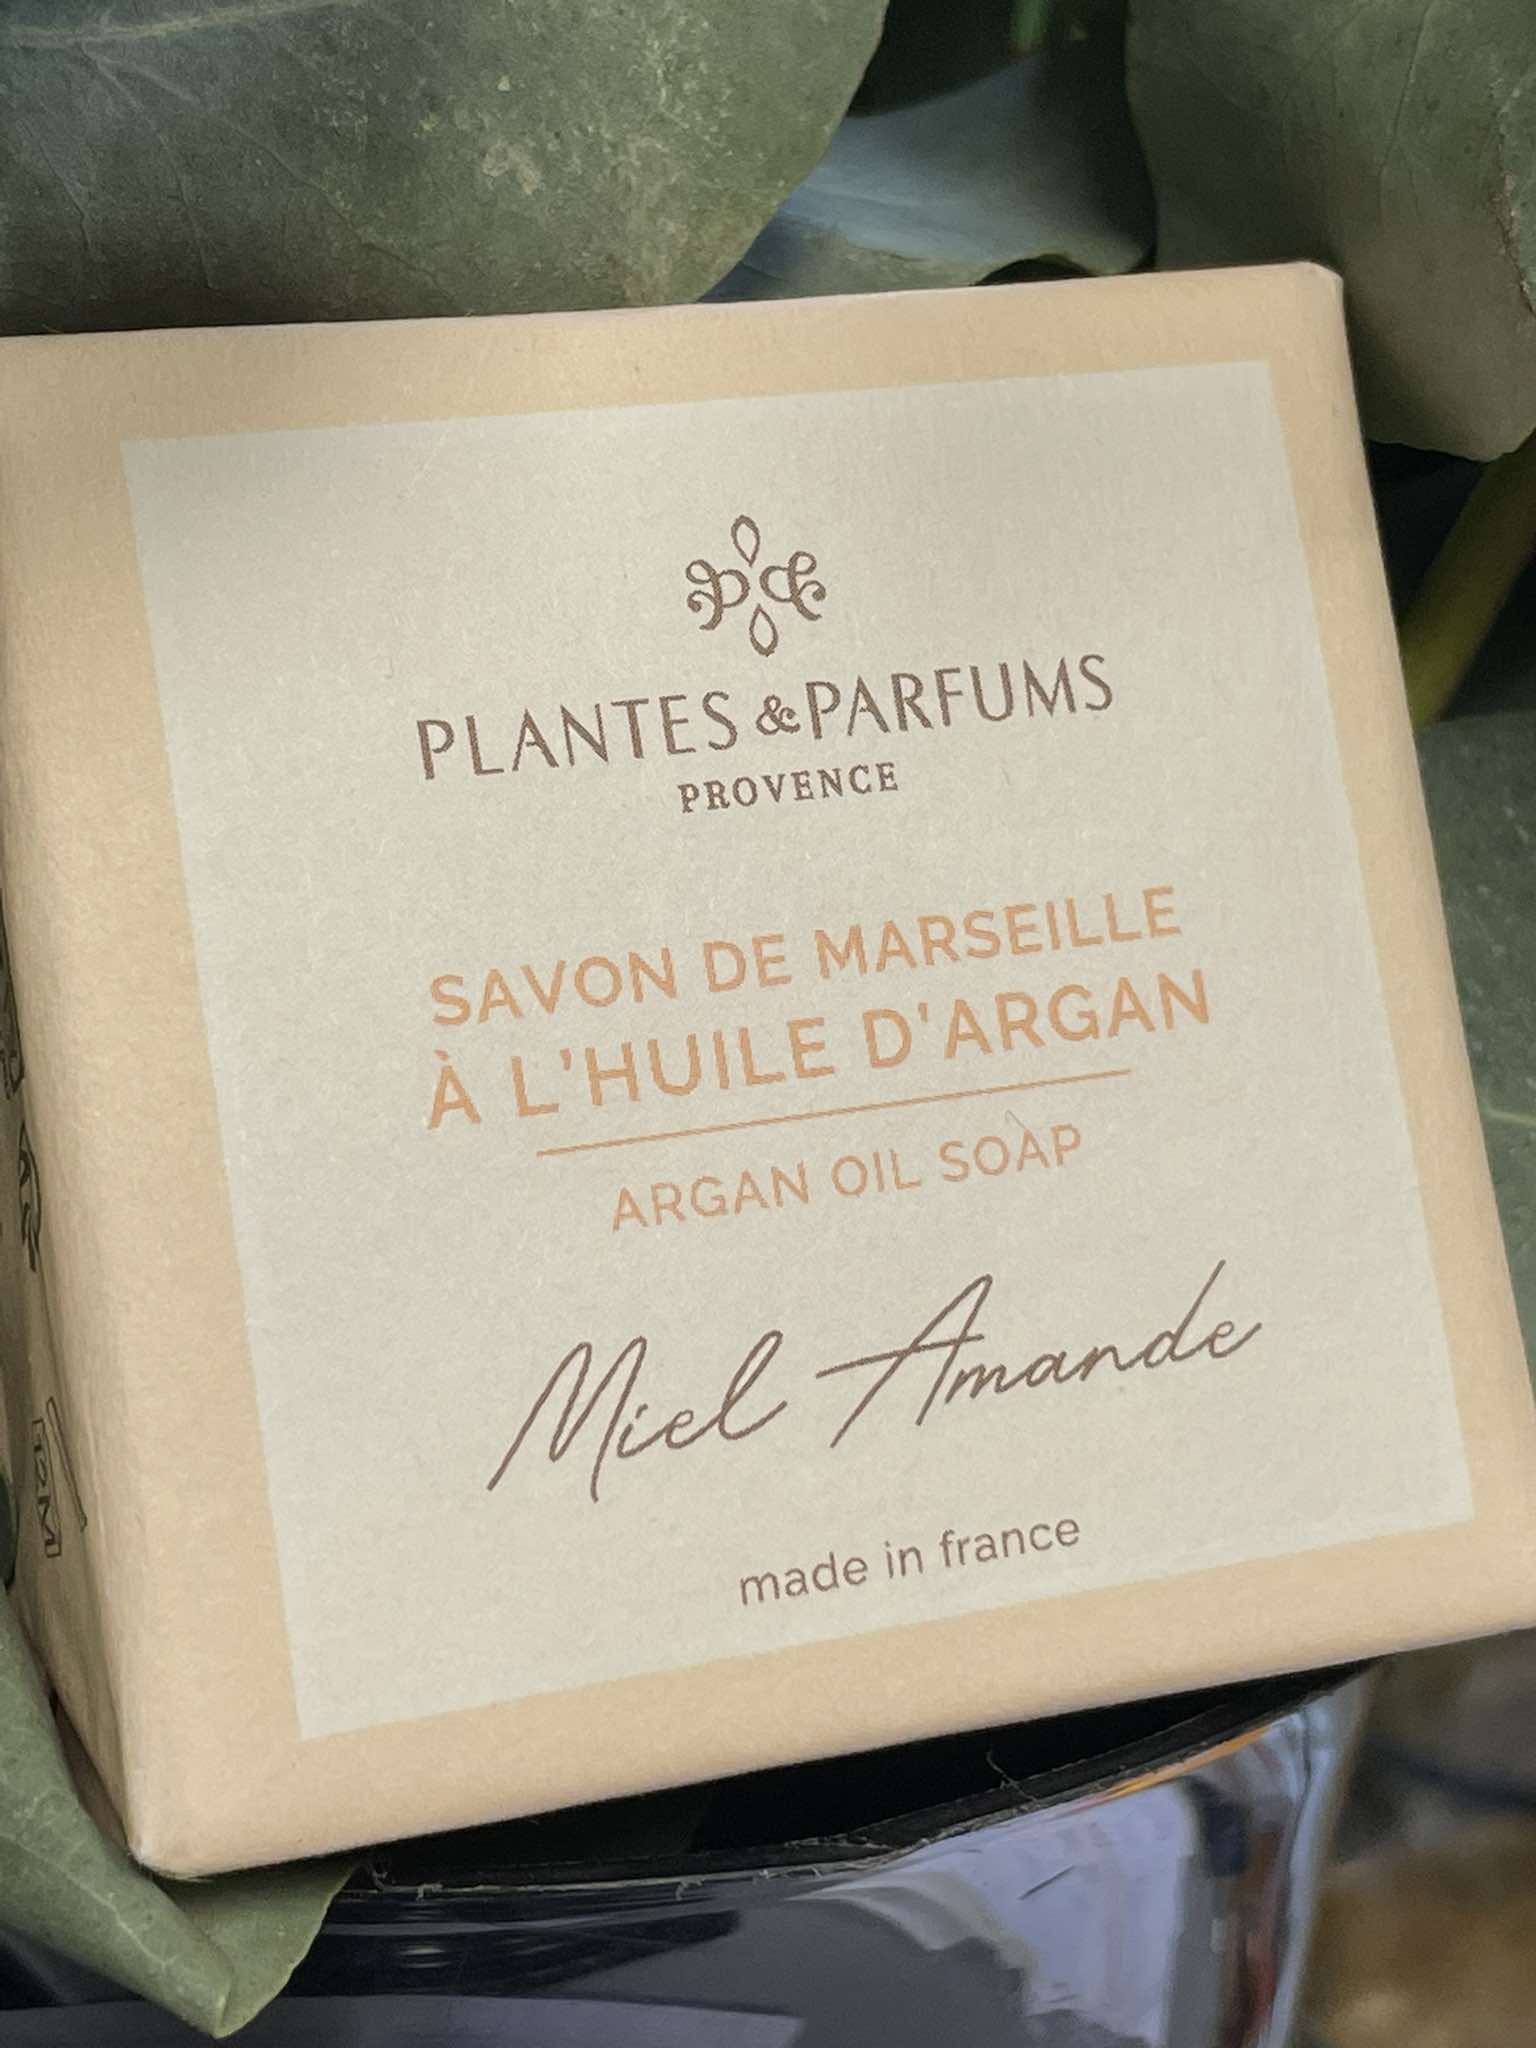 PLANTES & PARFUMS
PROVENCE
SAVON DE MARSEILLE
À L'HUILE D'ARGAN
ARGAN OIL SOAP
Miel Amande
made in france